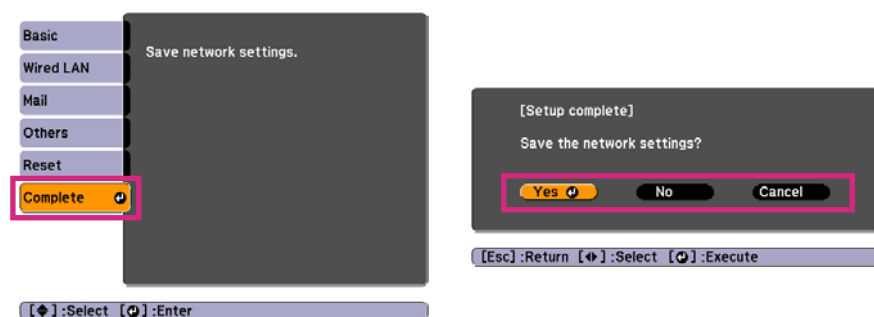 Basic
Wired LAN
Mail
Others
Reset
Complete
Save network settings.
[◆]:Select [↵]:Enter
[Setup complete]
Save the network settings?
Yes No Cancel
[Esc]:Return [◀▶]:Select [↵]:Execute